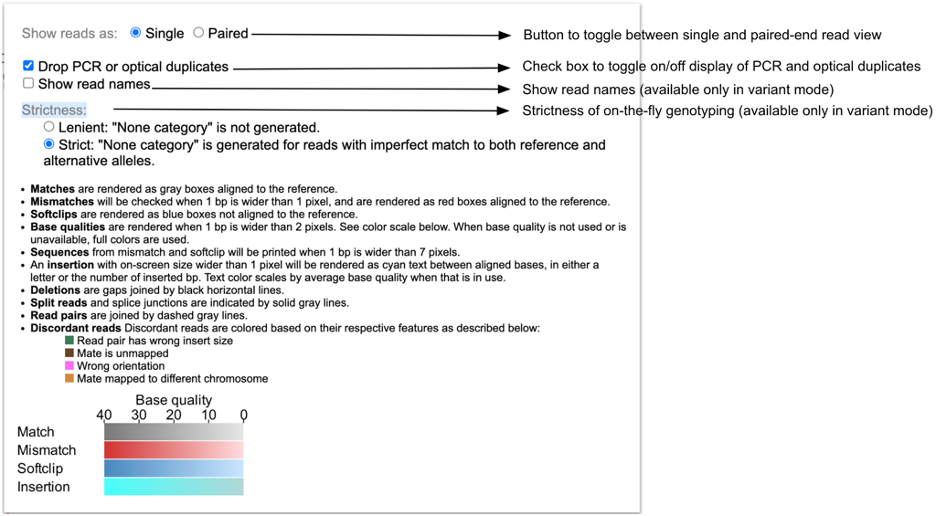 Show reads as: Single Paired Button to toggle between single and paired-end read view
Drop PCR or optical duplicates Check box to toggle on/off display of PCR and optical duplicates
Show read names Show read names (available only in variant mode)
Strictness: Strictness of on-the-fly genotyping (available only in variant mode)
Lenient: "None category" is not generated.
Strict: "None category" is generated for reads with imperfect match to both reference and
alternative alleles.
• Matches are rendered as gray boxes aligned to the reference.
• Mismatches will be checked when 1 bp is wider than 1 pixel, and are rendered as red boxes aligned to the reference.
• Softclips are rendered as blue boxes not aligned to the reference.
• Base qualities are rendered when 1 bp is wider than 2 pixels. See color scale below. When base quality is not used or is
unavailable, full colors are used.
• Sequences from mismatch and softclip will be printed when 1 bp is wider than 7 pixels.
• An insertion with on-screen size wider than 1 pixel will be rendered as cyan text between aligned bases, in either a
letter or the number of inserted bp. Text color scales by average base quality when that is in use.
• Deletions are gaps joined by black horizontal lines.
• Split reads and splice junctions are indicated by solid gray lines.
• Read pairs are joined by dashed gray lines.
• Discordant reads Discordant reads are colored based on their respective features as described below:
Read pair has wrong insert size
Mate is unmapped
Wrong orientation
Mate mapped to different chromosome
Base quality
40 30 20 10 0
Match
Mismatch
Softclip
Insertion